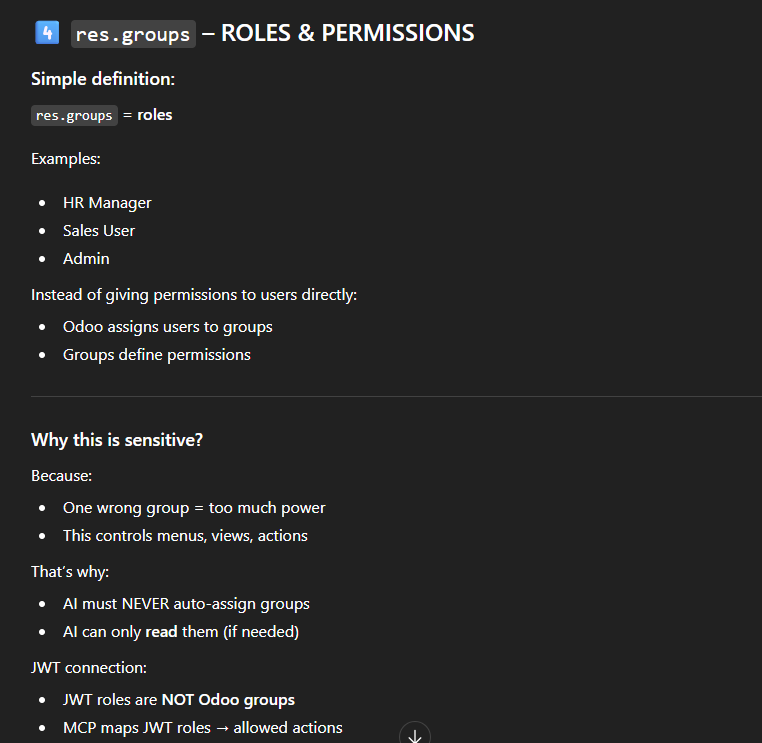 4 res.groups – ROLES & PERMISSIONS
Simple definition:
res.groups = roles
Examples:
• HR Manager
• Sales User
• Admin
Instead of giving permissions to users directly:
• Odoo assigns users to groups
• Groups define permissions
Why this is sensitive?
Because:
• One wrong group = too much power
• This controls menus, views, actions
That’s why:
• AI must NEVER auto-assign groups
• AI can only read them (if needed)
JWT connection:
• JWT roles are NOT Odoo groups
• MCP maps JWT roles → allowed actions